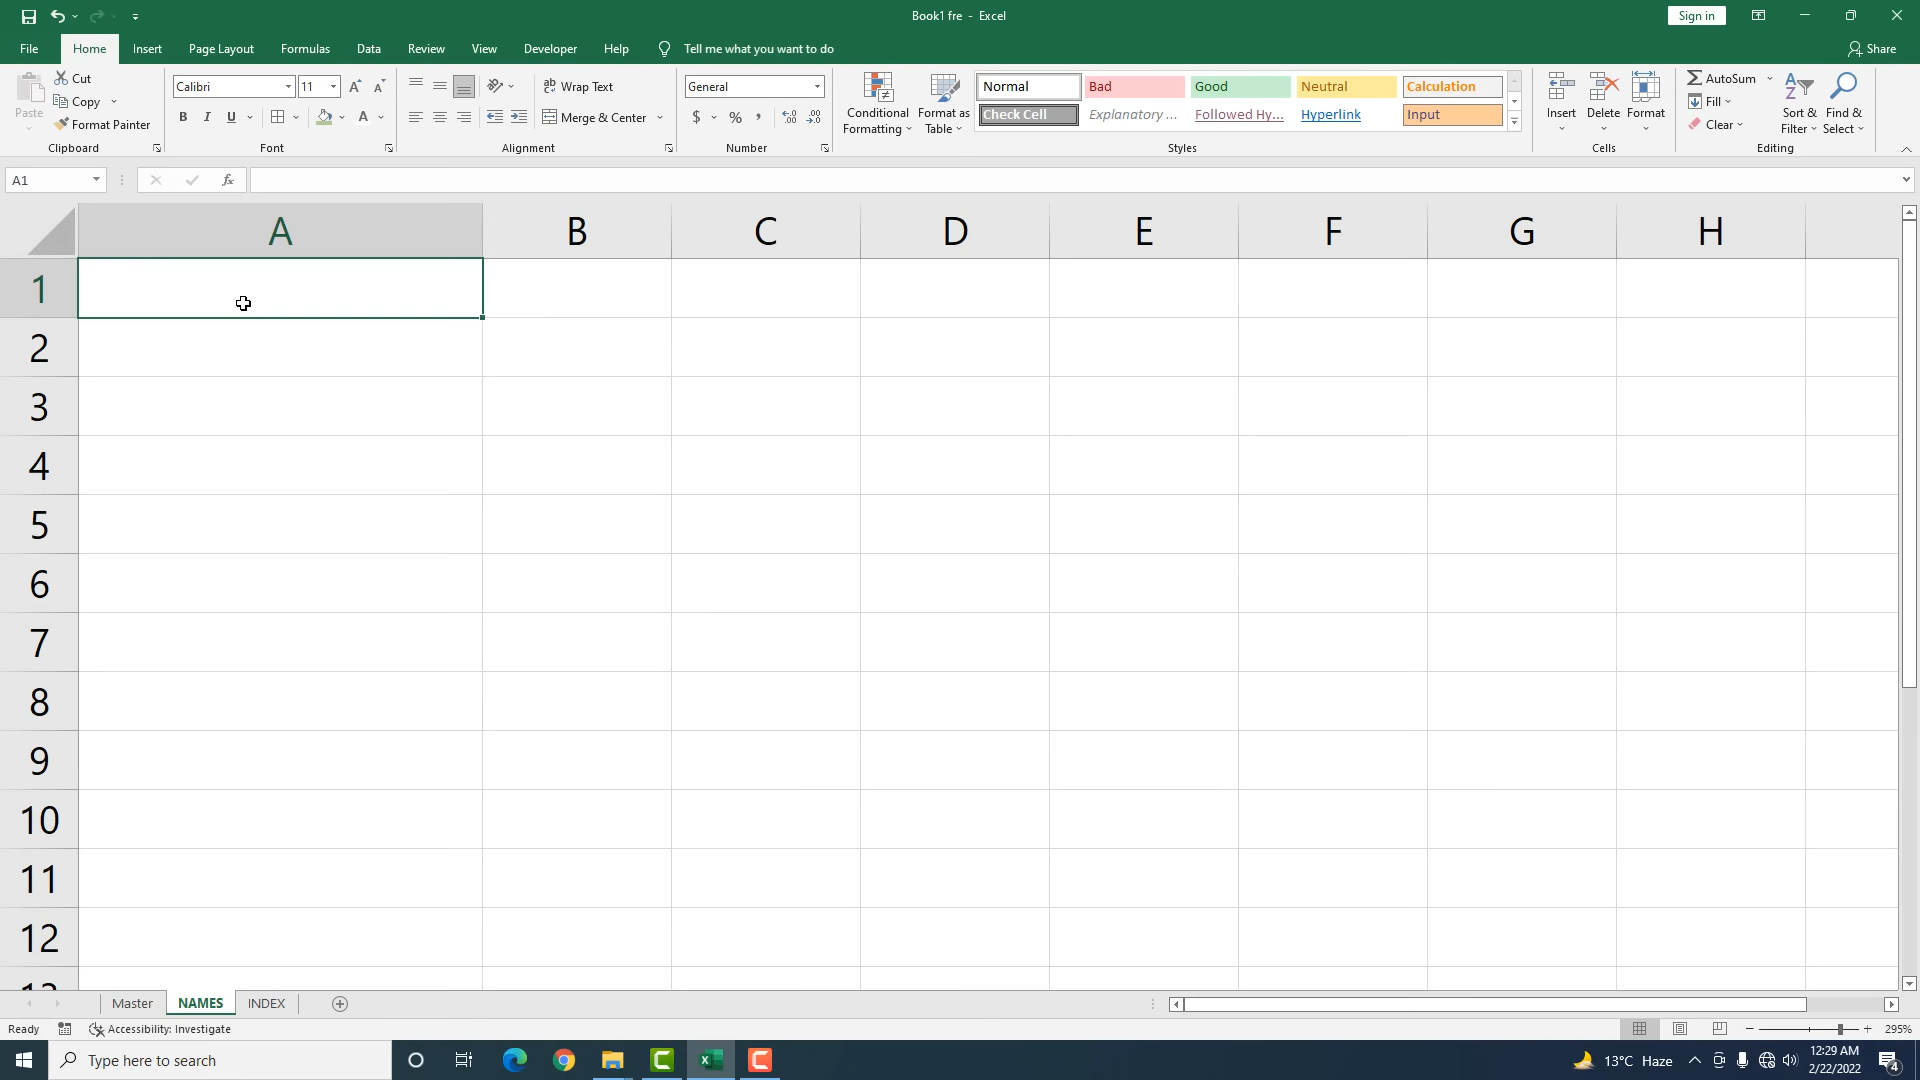 Book1 fre - Excel
Sign in
File Home Insert Page Layout Formulas Data Review View Developer Help Tell me what you want to do Share
Paste
Cut
Copy
Format Painter
Clipboard
Calibri 11
B I U
Font
Wrap Text
Merge & Center
Alignment
General
$ % ,
Number
Conditional
Formatting
Format as
Table
Normal Bad Good Neutral Calculation
Check Cell Explanatory ... Followed Hy... Hyperlink Input
Styles
Insert Delete Format
Cells
AutoSum
Fill
Clear
Sort &
Filter
Find &
Select
Editing
A1
fx
A B C D E F G H
1
2
3
4
5
6
7
8
9
10
11
12
13
Master NAMES INDEX
Ready Accessibility: Investigate 295%
Type here to search
13°C Haze
12:29 AM
2/22/2022
4